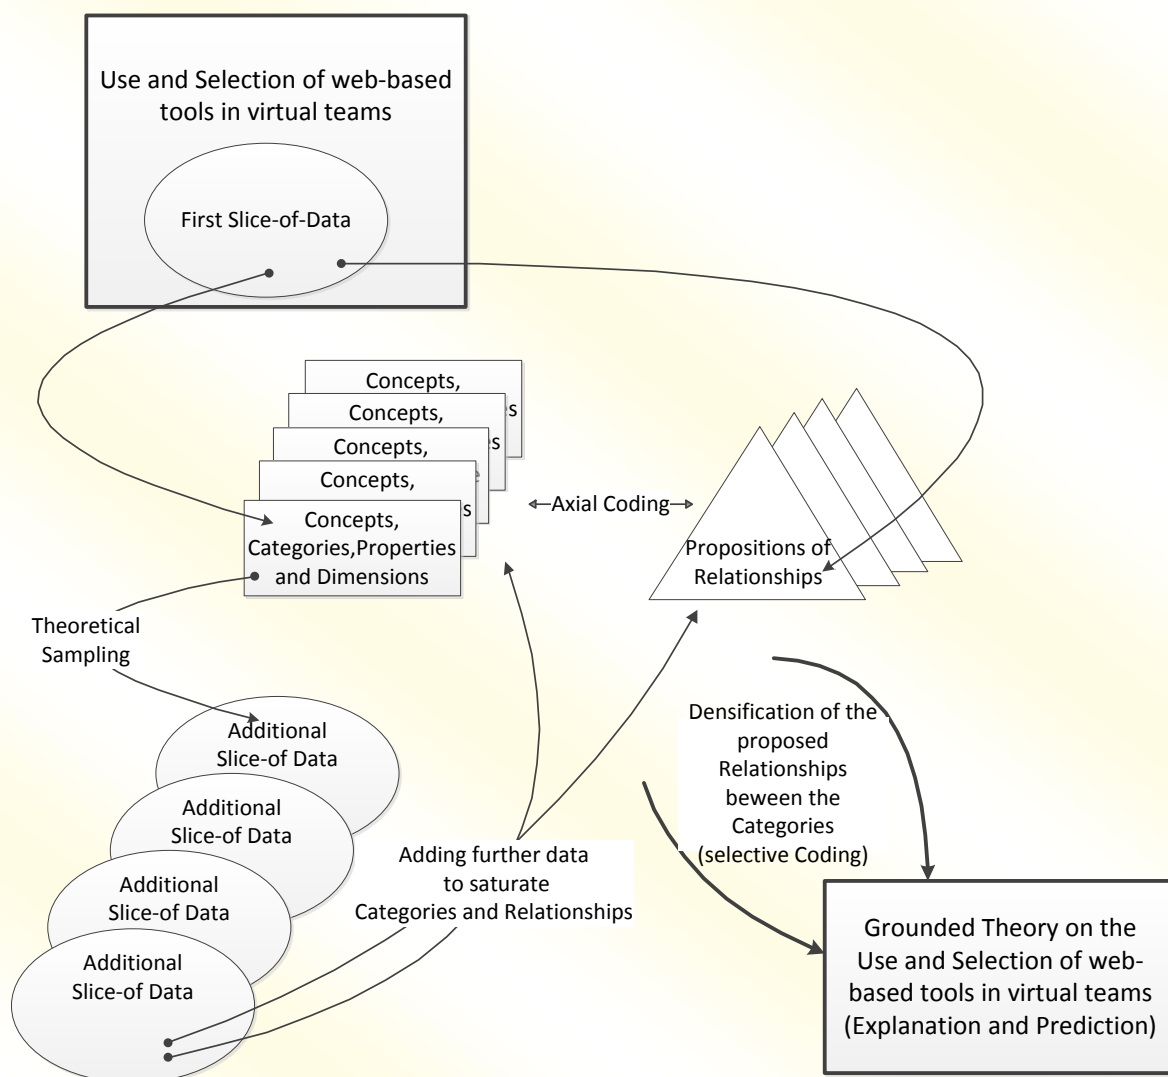 Use and Selection of web-based
tools in virtual teams
First Slice-of-Data
Concepts,
es
Concepts,
es
Concepts,
e
Concepts,
s
Concepts,
Categories,Properties
and Dimensions
Axial Coding
Propositions of
Relationships
Theoretical
Sampling
Additional
Slice-of Data
Additional
Slice-of Data
Additional
Slice-of Data
Additional
Slice-of Data
Adding further data
to saturate
Categories and Relationships
Densification of the
proposed
Relationships
beween the
Categories
(selective Coding)
Grounded Theory on the
Use and Selection of web-
based tools in virtual teams
(Explanation and Prediction)